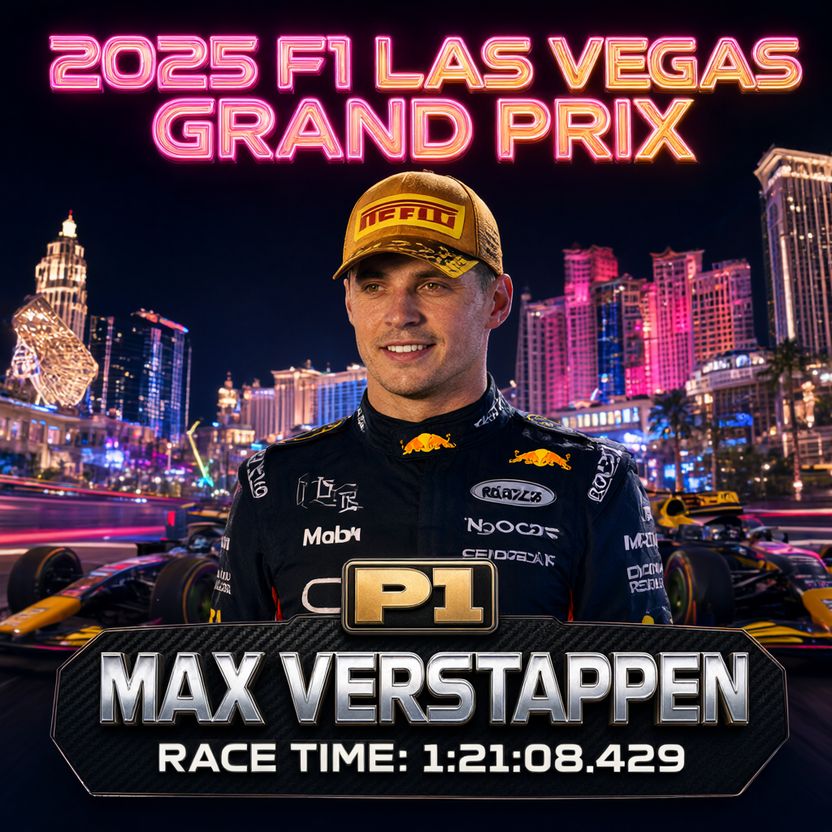 2025 F1 LAS VEGAS
GRAND PRIX
P1
MAX VERSTAPPEN
RACE TIME: 1:21:08.429